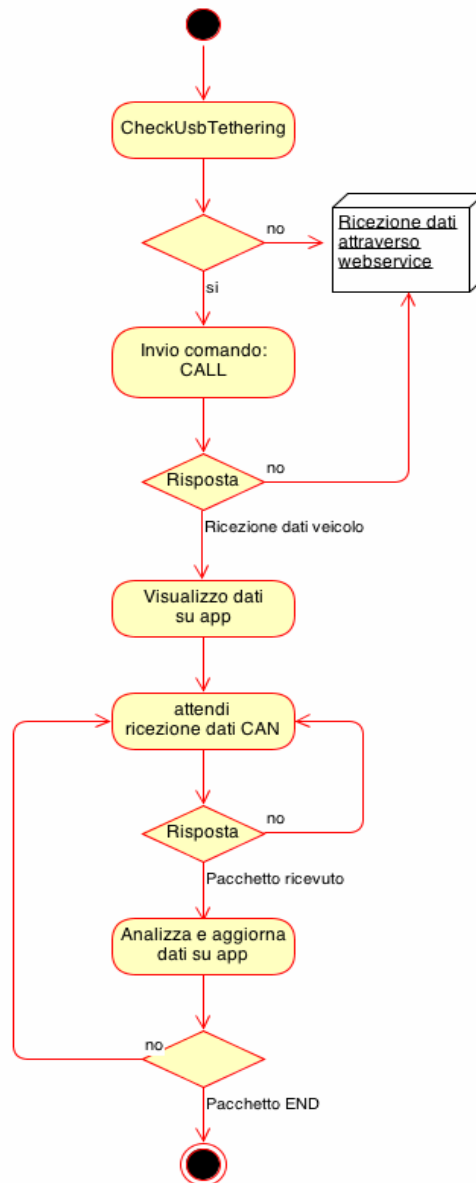 CheckUsbTethering
no
Ricezione dati
attraverso
webservice
si
Invio comando:
CALL
Risposta
no
Ricezione dati veicolo
Visualizzo dati
su app
attendi
ricezione dati CAN
Risposta
no
Pacchetto ricevuto
Analizza e aggiorna
dati su app
no
Pacchetto END